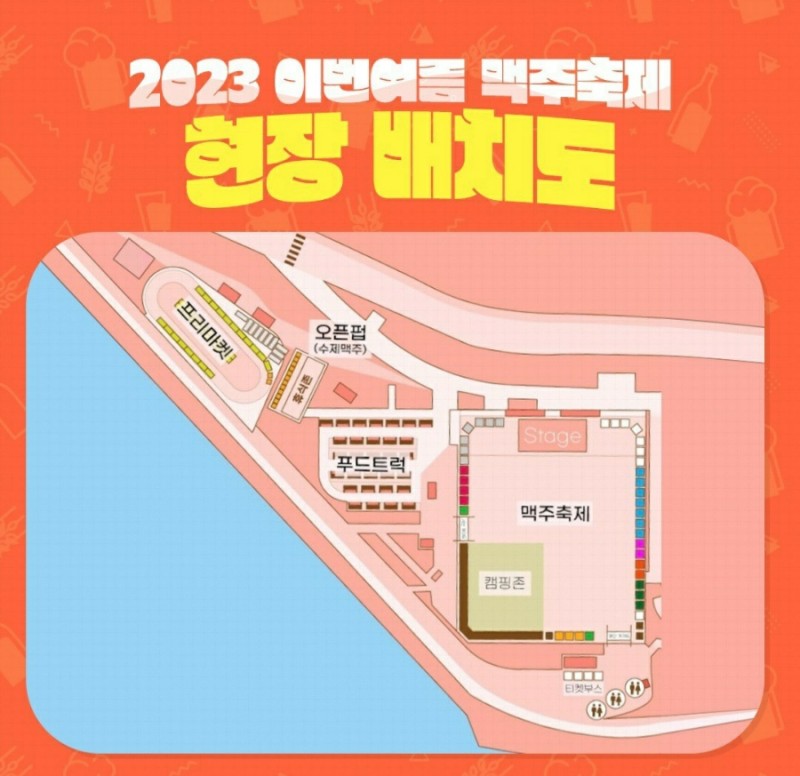 2023 이번여름 맥주축제
현장 배치도
프리마켓
오픈펍
(수제맥주)
휴식존
푸드트럭
Stage
맥주축제
캠핑존
티켓부스